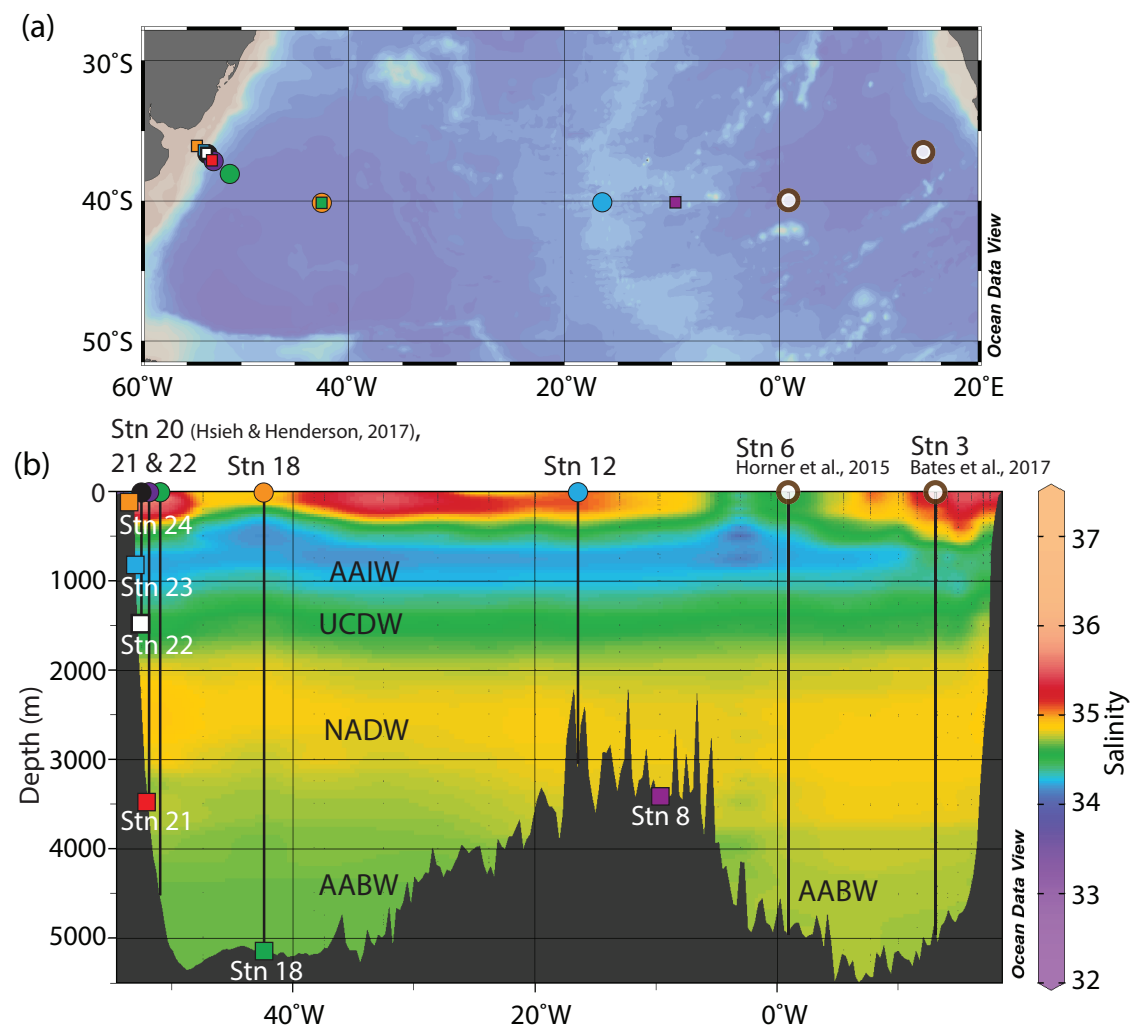 (a)
30˚S
40˚S
50˚S
60˚W
40˚W
20˚W
0˚W
20˚E
Ocean Data View
Stn 20 (Hsieh & Henderson, 2017),
21 & 22
Stn 18
Stn 12
Stn 6
Horner et al., 2015
Stn 3
Bates et al., 2017
(b)
0
1000
2000
3000
4000
5000
Depth (m)
Stn 24
Stn 23
Stn 22
Stn 21
Stn 18
Stn 8
AAIW
UCDW
NADW
AABW
AABW
40˚W
20˚W
0˚W
Ocean Data View
37
36
35
34
33
32
Salinity